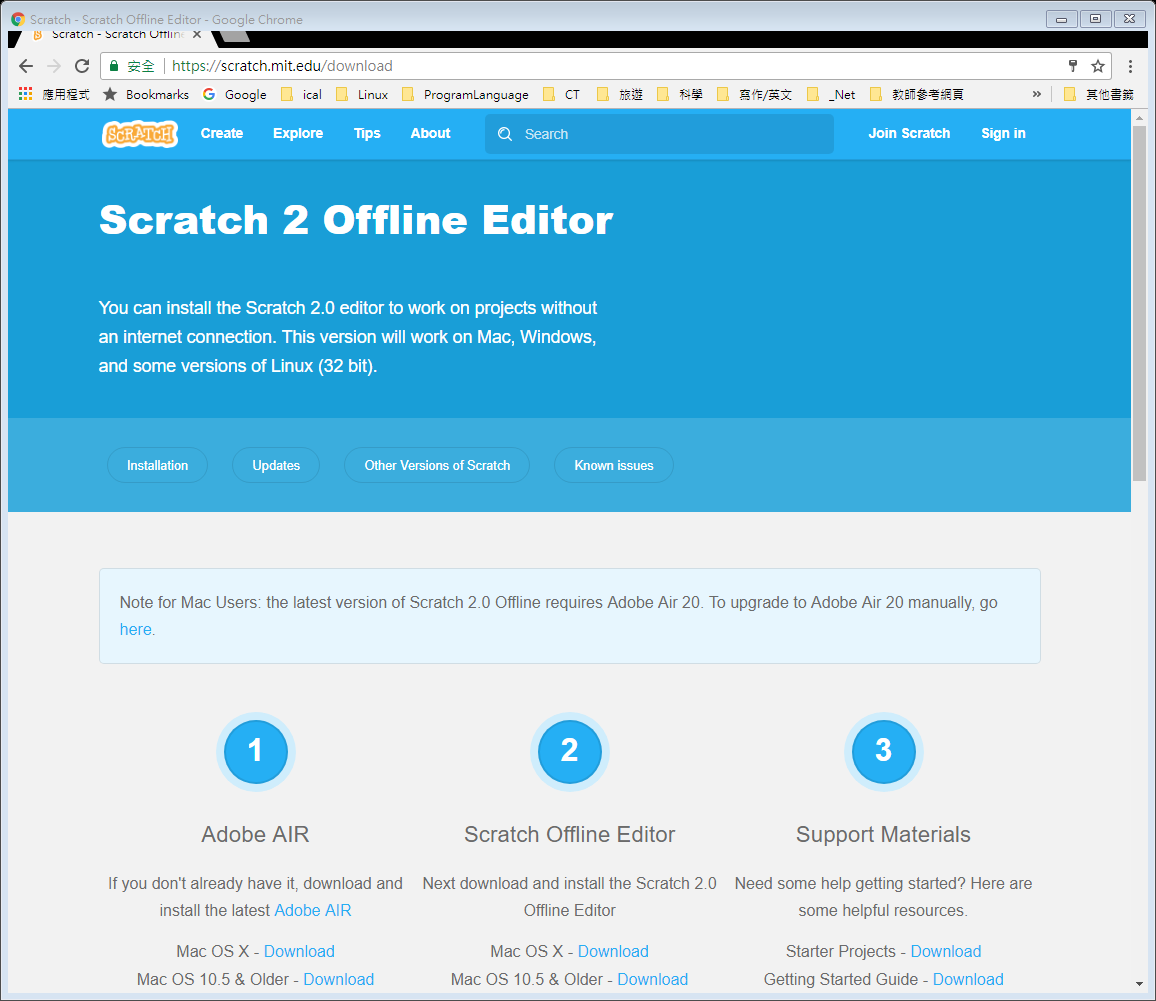 Scratch - Scratch Offline Editor - Google Chrome
Scratch - Scratch Offline
安全 https://scratch.mit.edu/download
應用程式 Bookmarks Google ical Linux ProgramLanguage CT 旅遊 科學 寫作/英文 _Net 教師參考網頁 » 其他書籤
SCRATCH Create Explore Tips About Search Join Scratch Sign in
Scratch 2 Offline Editor
You can install the Scratch 2.0 editor to work on projects without
an internet connection. This version will work on Mac, Windows,
and some versions of Linux (32 bit).
Installation Updates Other Versions of Scratch Known issues
Note for Mac Users: the latest version of Scratch 2.0 Offline requires Adobe Air 20. To upgrade to Adobe Air 20 manually, go
here.
1
Adobe AIR
If you don't already have it, download and
install the latest Adobe AIR
Mac OS X - Download
Mac OS 10.5 & Older - Download
2
Scratch Offline Editor
Next download and install the Scratch 2.0
Offline Editor
Mac OS X - Download
Mac OS 10.5 & Older - Download
3
Support Materials
Need some help getting started? Here are
some helpful resources.
Starter Projects - Download
Getting Started Guide - Download